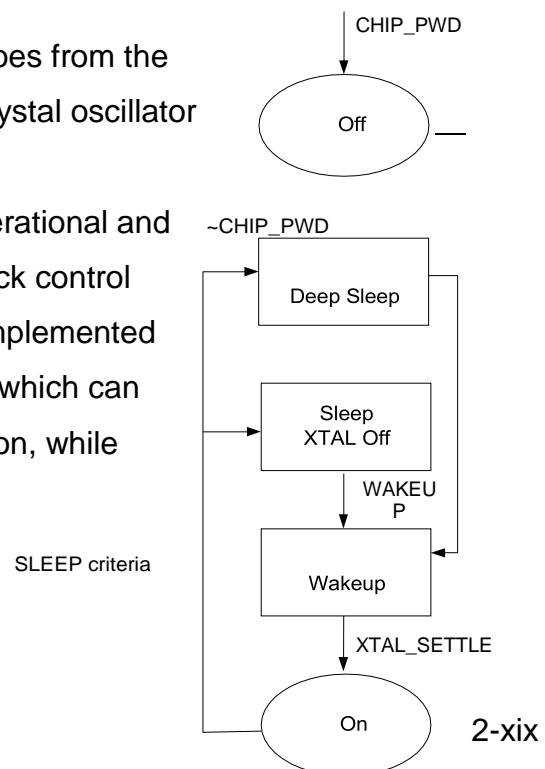 CHIP_PWD
oes from the
ystal oscillator
Off
erational and
~CHIP_PWD
ck control
Deep Sleep
mplemented
which can
Sleep
XTAL Off
on, while
WAKEU
P
SLEEP criteria
Wakeup
XTAL_SETTLE
On
2-xix